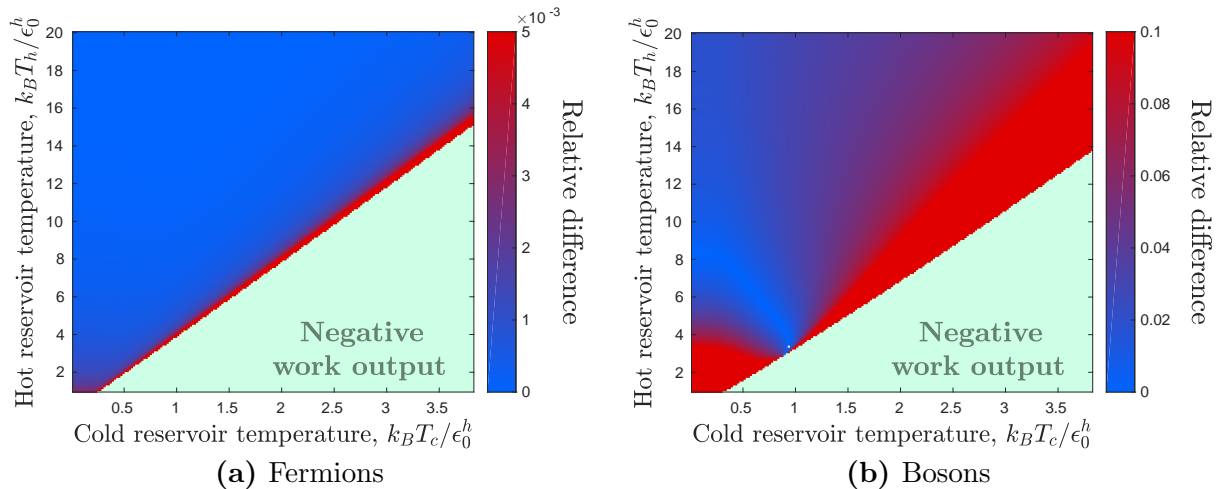 ×10⁻³
20
18
16
14
12
10
8
6
4
2
0.5 1 1.5 2 2.5 3 3.5
Hot reservoir temperature, k_B T_h/ϵ_0^h
Cold reservoir temperature, k_B T_c/ϵ_0^h
Negative
work output
5
4
3
2
1
0
Relative difference
(a) Fermions
20
18
16
14
12
10
8
6
4
2
0.5 1 1.5 2 2.5 3 3.5
Hot reservoir temperature, k_B T_h/ϵ_0^h
Cold reservoir temperature, k_B T_c/ϵ_0^h
Negative
work output
0.1
0.08
0.06
0.04
0.02
0
Relative difference
(b) Bosons